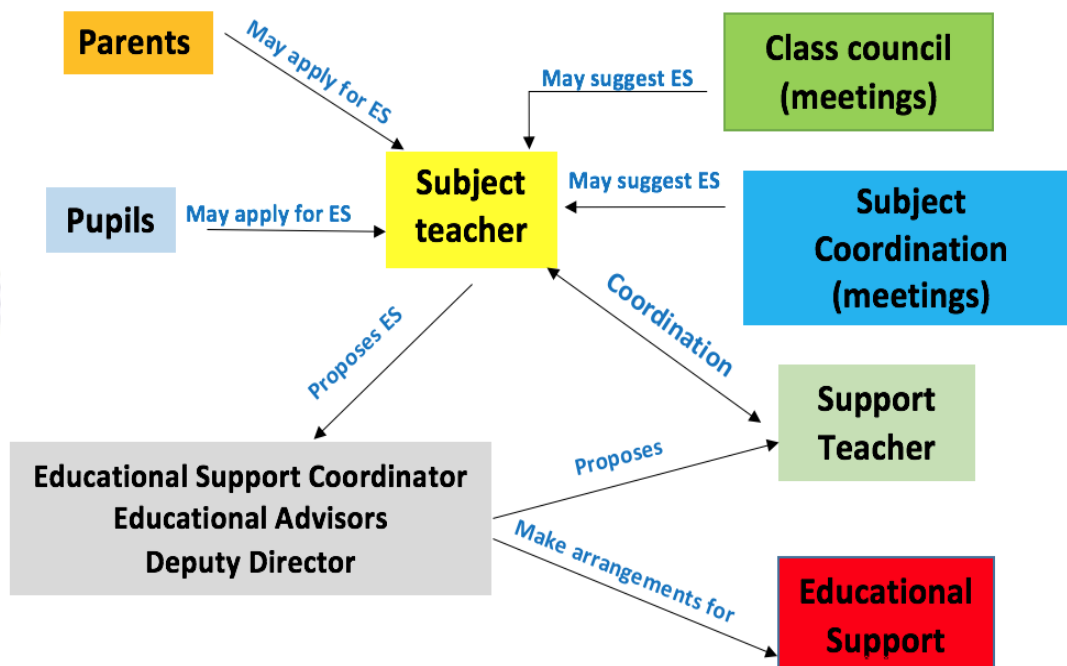 Parents
May apply for ES
Class council
(meetings)
May suggest ES
Subject
teacher
May suggest ES
Pupils
May apply for ES
Subject
Coordination
(meetings)
Coordination
Proposes ES
Support
Teacher
Educational Support Coordinator
Educational Advisors
Deputy Director
Proposes
Make arrangements for
Educational
Support